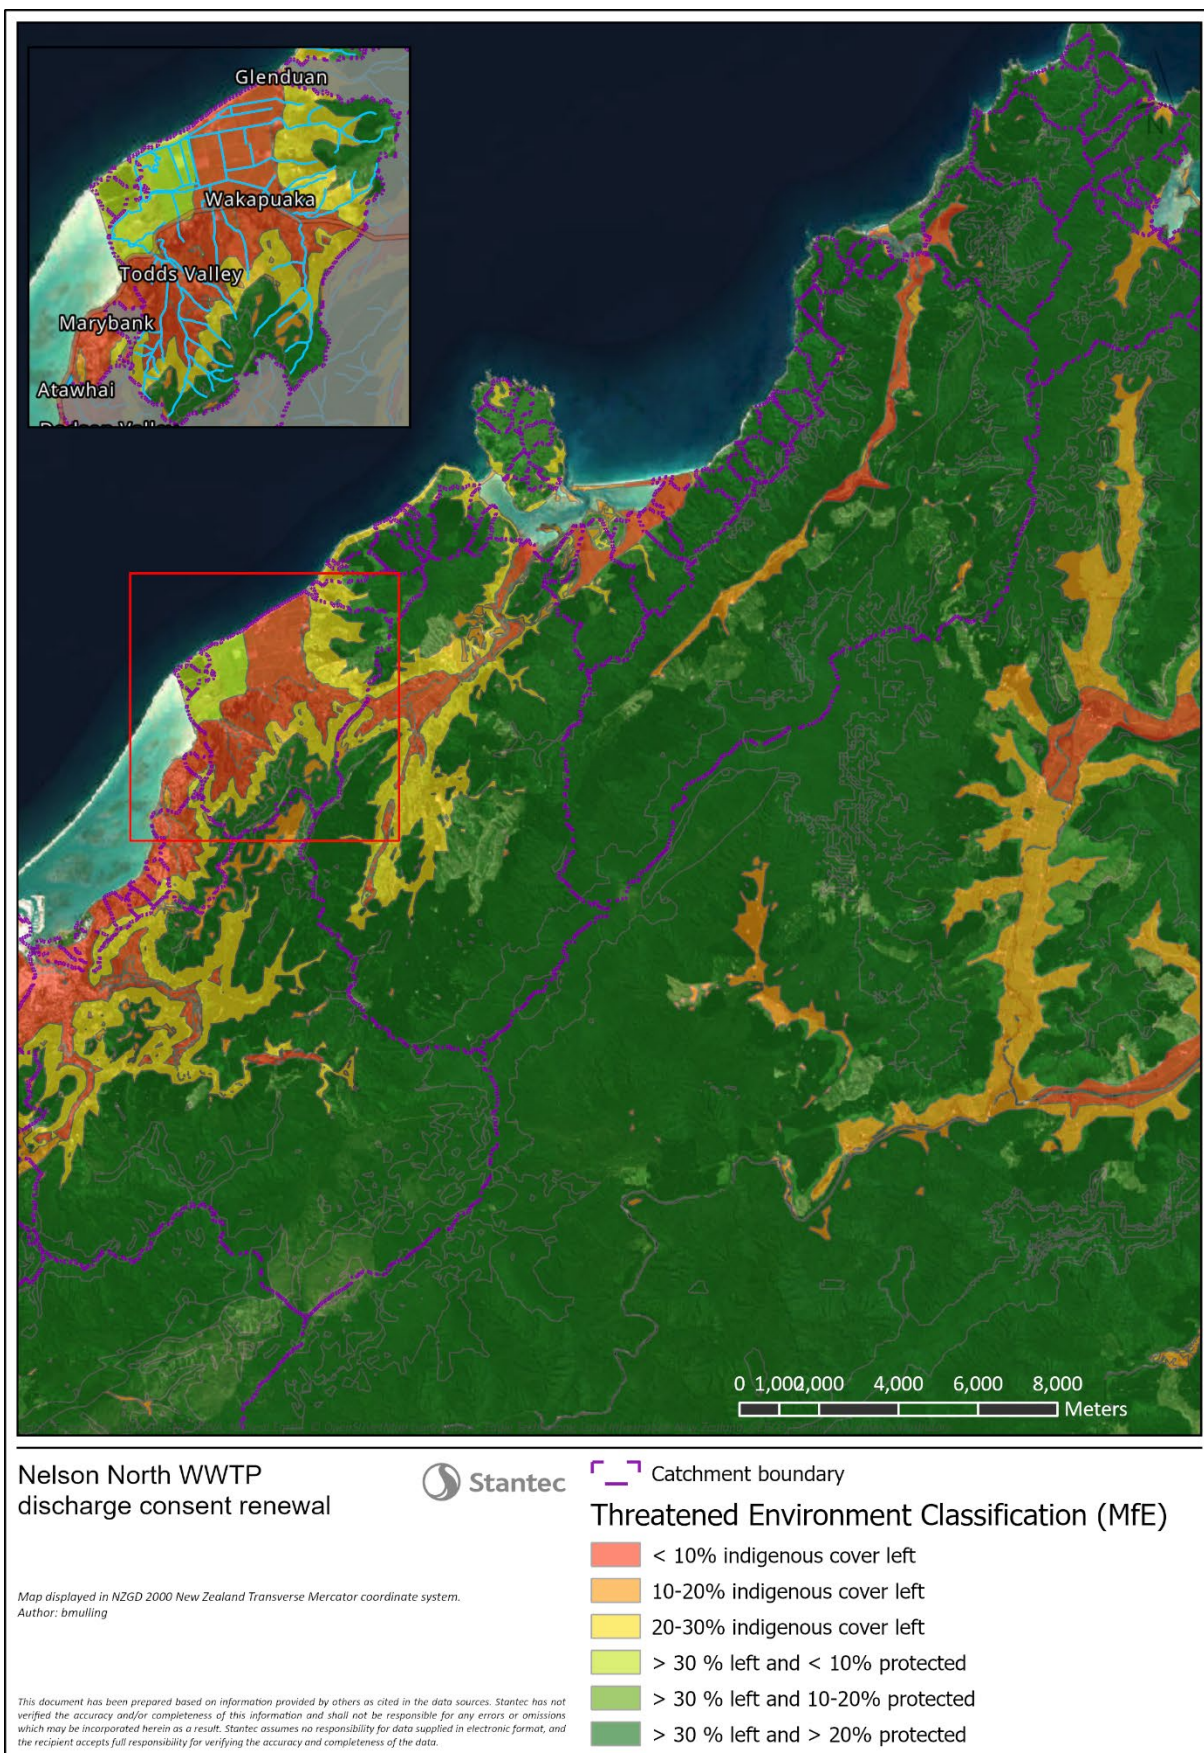 Glenduan
Wakapuaka
Todds Valley
Marybank
Atawhai
N
0 1,000 2,000 4,000 6,000 8,000
Meters
Nelson North WWTP
discharge consent renewal
Stantec
Map displayed in NZGD 2000 New Zealand Transverse Mercator coordinate system.
Author: bmulling
This document has been prepared based on information provided by others as cited in the data sources. Stantec has not
verified the accuracy and/or completeness of this information and shall not be responsible for any errors or omissions
which may be incorporated herein as a result. Stantec assumes no responsibility for data supplied in electronic format, and
the recipient accepts full responsibility for verifying the accuracy and completeness of the data.
Catchment boundary
Threatened Environment Classification (MfE)
< 10% indigenous cover left
10-20% indigenous cover left
20-30% indigenous cover left
> 30 % left and < 10% protected
> 30 % left and 10-20% protected
> 30 % left and > 20% protected